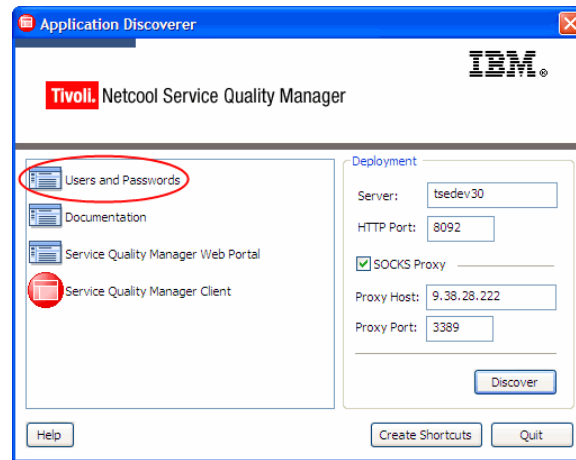 Application Discoverer
IBM®
Tivoli. Netcool Service Quality Manager
Users and Passwords
Documentation
Service Quality Manager Web Portal
Service Quality Manager Client
Deployment
Server: tsedev30
HTTP Port: 8092
SOCKS Proxy
Proxy Host: 9.38.28.222
Proxy Port: 3389
Discover
Help
Create Shortcuts
Quit